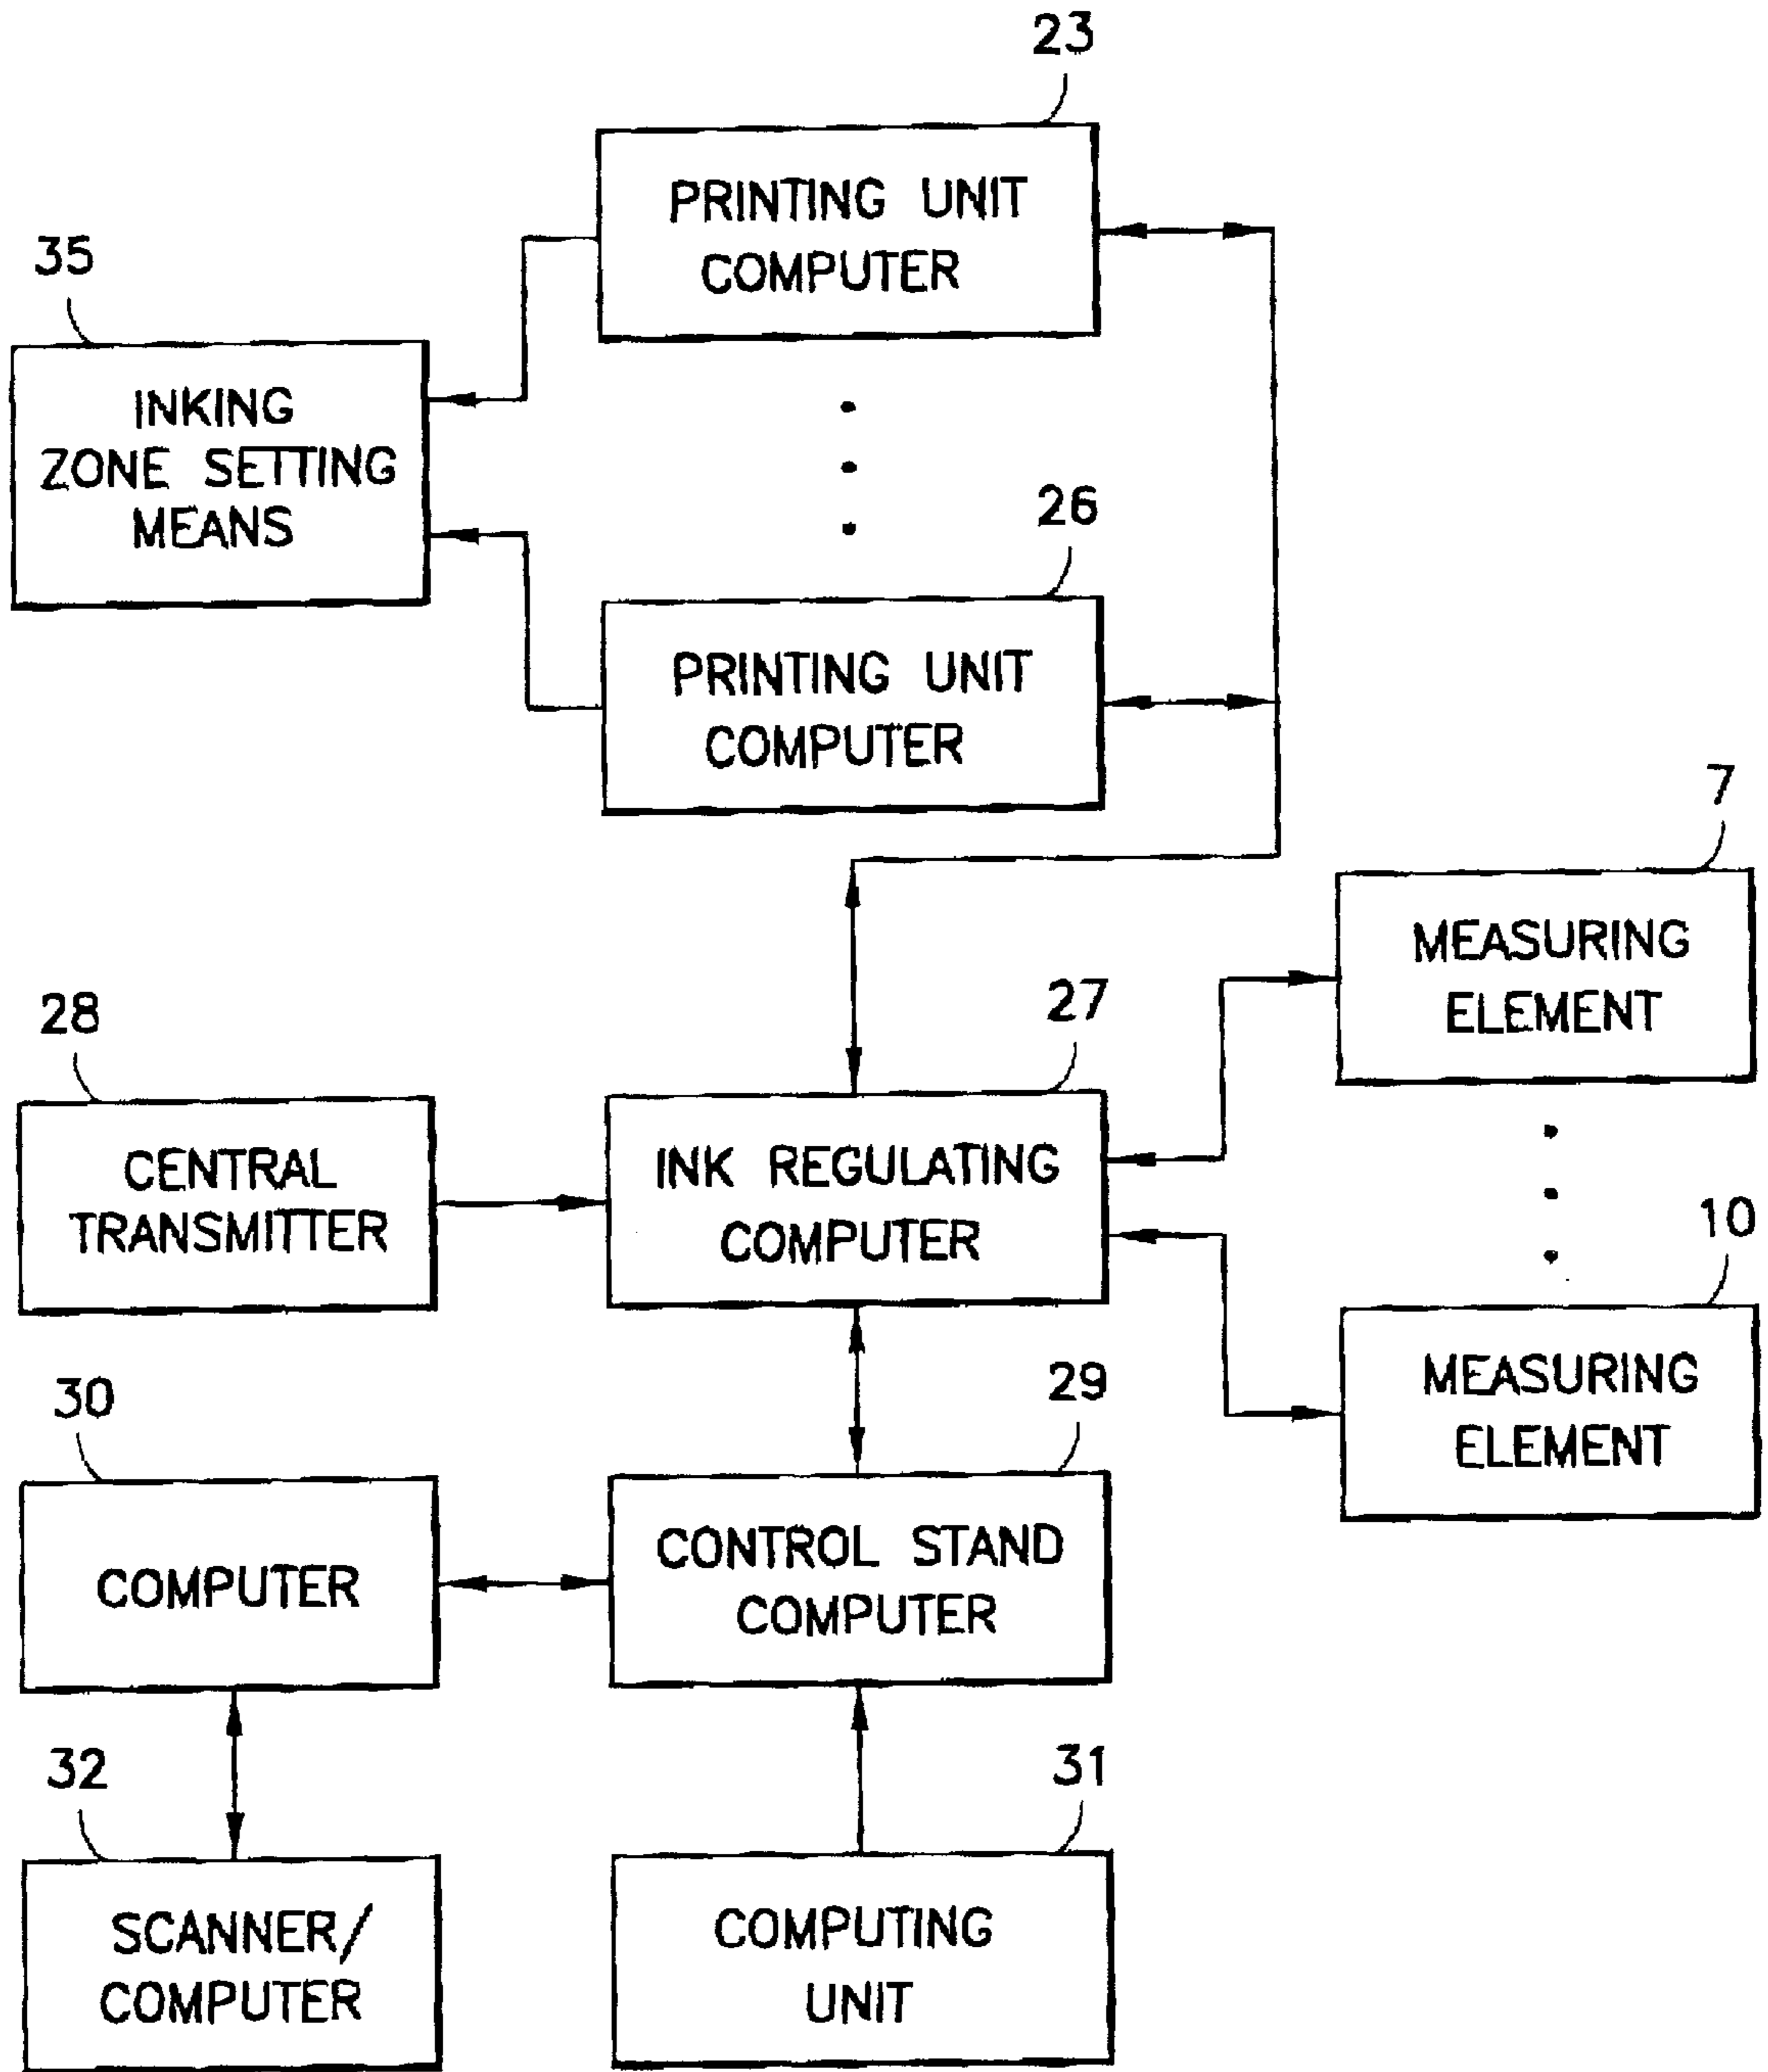 23
PRINTING UNIT
COMPUTER
35
INKING
ZONE SETTING
MEANS
26
PRINTING UNIT
COMPUTER
7
MEASURING
ELEMENT
28
CENTRAL
TRANSMITTER
27
INK REGULATING
COMPUTER
10
MEASURING
ELEMENT
30
COMPUTER
29
CONTROL STAND
COMPUTER
32
SCANNER/
COMPUTER
31
COMPUTING
UNIT